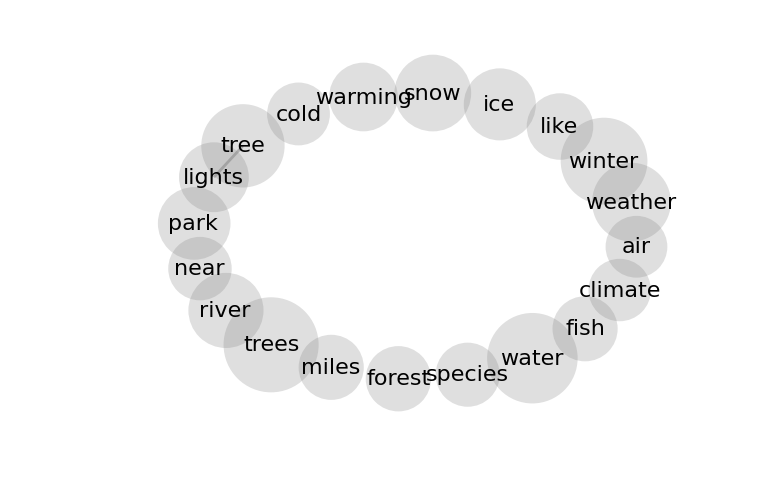 snow
warming
ice
cold
like
tree
winter
lights
weather
park
air
near
climate
river
fish
trees
water
miles
species
forest